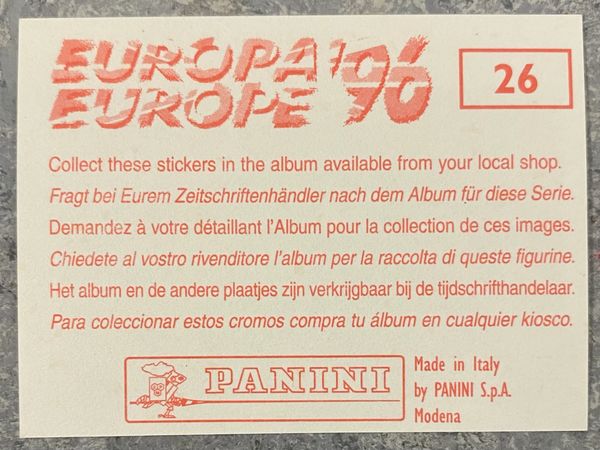 EUROPA '96
EUROPE '96
26
Collect these stickers in the album available from your local shop.
Fragt bei Eurem Zeitschriftenhändler nach dem Album für diese Serie.
Demandez à votre détaillant l'Album pour la collection de ces images.
Chiedete al vostro rivenditore l'album per la raccolta di queste figurine.
Het album en de andere plaatjes zijn verkrijgbaar bij de tijdschrifthandelaar.
Para coleccionar estos cromos compra tu álbum en cualquier kiosco.
PANINI
Made in Italy
by PANINI S.p.A.
Modena